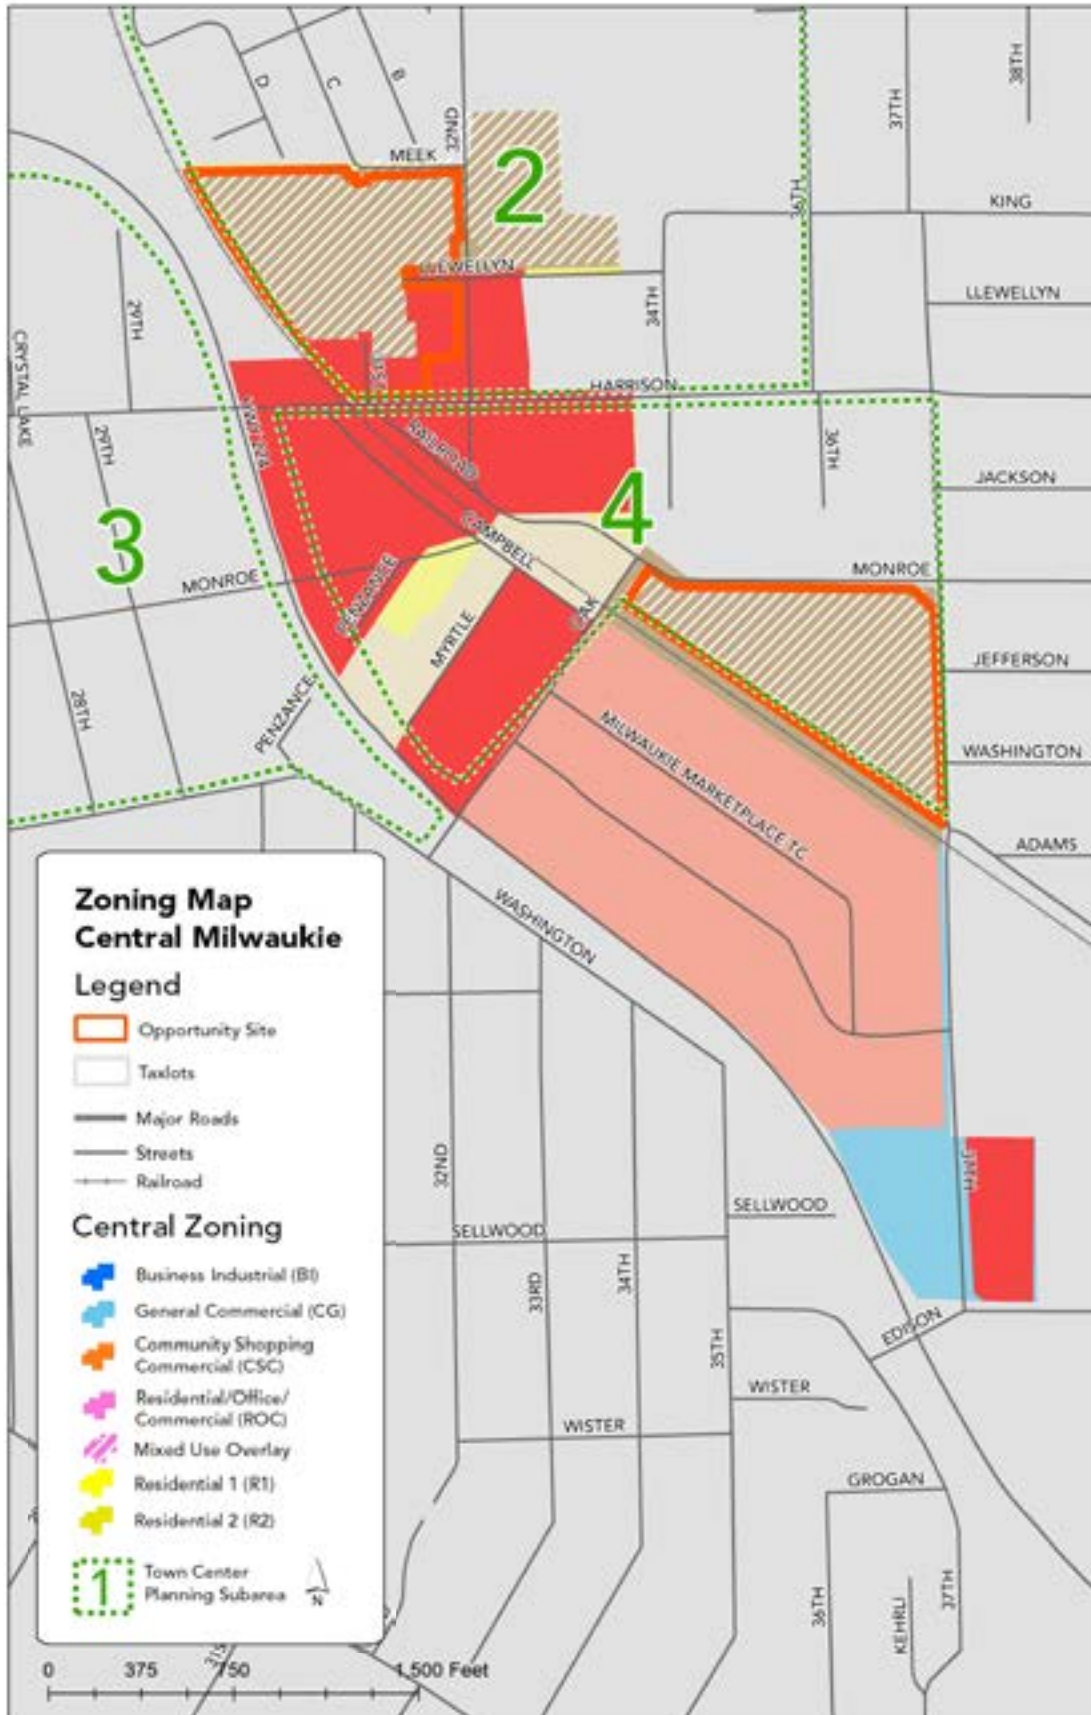 B
C
D
32ND
MEEK
2
37TH
38TH
36TH
KING
LLEWELLYN
34TH
LLEWELLYN
29TH
CRYSTAL LAKE
31ST
HARRISON
HWY 224
29TH
RAILROAD
36TH
JACKSON
3
4
CAMPBELL
MONROE
MONROE
PENZANCE
MYRTLE
OAK
JEFFERSON
28TH
PENZANCE
MILWAUKIE MARKETPLACE TC
WASHINGTON
ADAMS
WASHINGTON
Zoning Map
Central Milwaukie
Legend
Opportunity Site
Taxlots
Major Roads
Streets
Railroad
Central Zoning
Business Industrial (BI)
General Commercial (CG)
Community Shopping
Commercial (CSC)
Residential/Office/
Commercial (ROC)
Mixed Use Overlay
Residential 1 (R1)
Residential 2 (R2)
1
Town Center
Planning Subarea
N
0 375 750 1,500 Feet
32ND
37TH
SELLWOOD
SELLWOOD
33RD
34TH
35TH
EDISON
WISTER
WISTER
GROGAN
36TH
KEHRLI
37TH